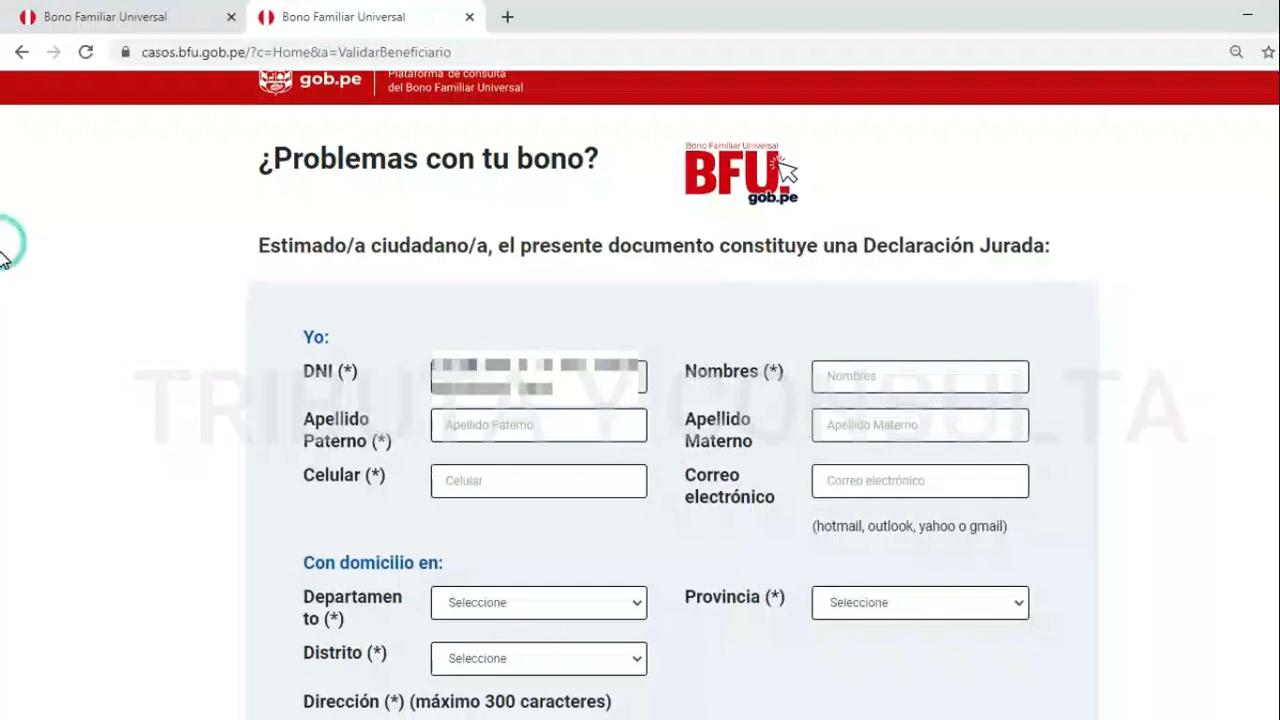 Bono Familiar Universal
Bono Familiar Universal
casos.bfu.gob.pe/?c=Home&a=ValidarBeneficiario
gob.pe
Plataforma de consulta
del Bono Familiar Universal
¿Problemas con tu bono?
Bono Familiar Universal
BFU.
gob.pe
Estimado/a ciudadano/a, el presente documento constituye una Declaración Jurada:
Yo:
DNI (*)
Nombres (*)
Nombres
TRIBUTA Y CONSULTA
Apellido
Paterno (*)
Apellido Paterno
Apellido
Materno
Apellido Materno
Celular (*)
Celular
Correo
electrónico
Correo electrónico
(hotmail, outlook, yahoo o gmail)
Con domicilio en:
Departamen
to (*)
Seleccione
Provincia (*)
Seleccione
Distrito (*)
Seleccione
Dirección (*) (máximo 300 caracteres)